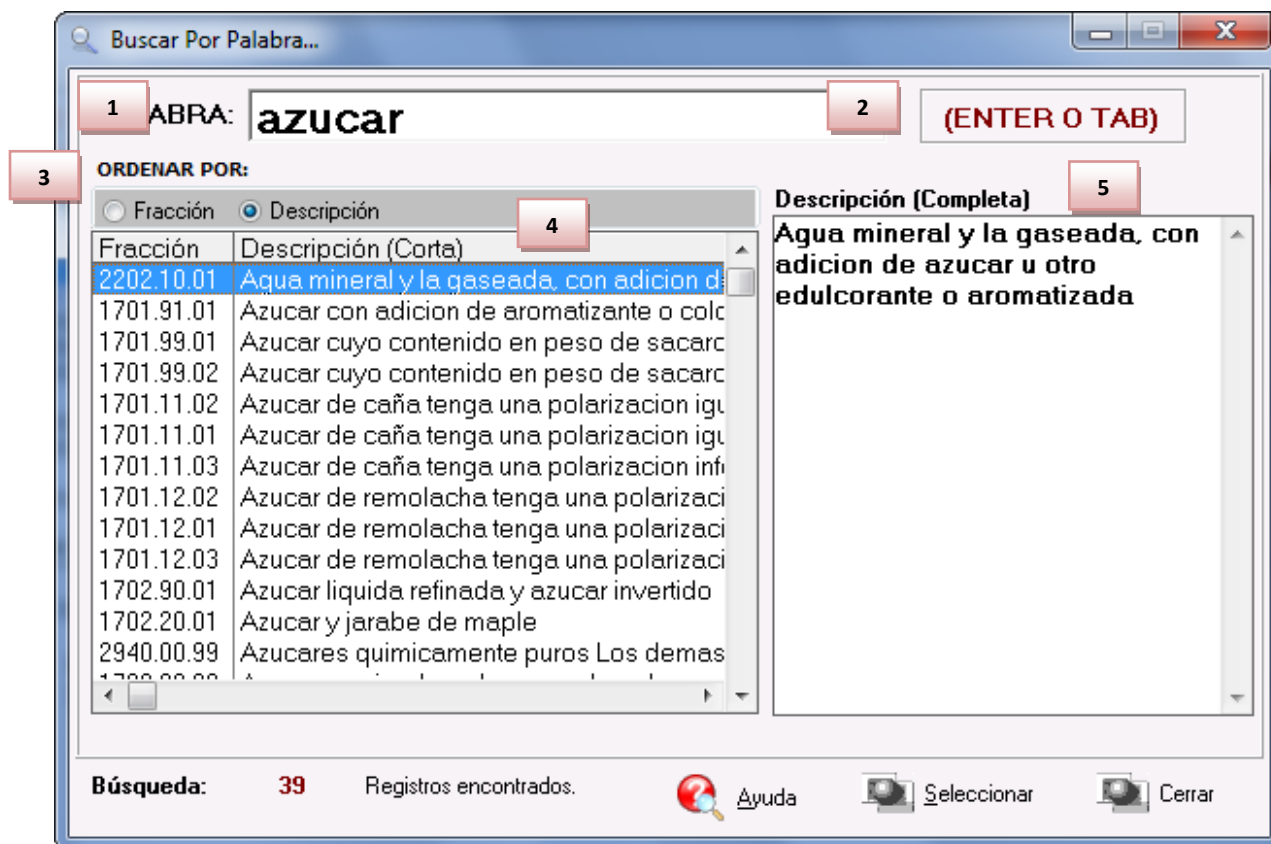 Buscar Por Palabra...
1 ABRA: azucar 2 (ENTER O TAB)
3 ORDENAR POR:
Fracción Descripción 4
Fracción Descripción (Corta)
2202.10.01 Agua mineral y la gaseada, con adicion d
1701.91.01 Azucar con adicion de aromatizante o colo
1701.99.01 Azucar cuyo contenido en peso de sacaro
1701.99.02 Azucar cuyo contenido en peso de sacaro
1701.11.02 Azucar de caña tenga una polarizacion igu
1701.11.01 Azucar de caña tenga una polarizacion igu
1701.11.03 Azucar de caña tenga una polarizacion inf
1701.12.02 Azucar de remolacha tenga una polarizaci
1701.12.01 Azucar de remolacha tenga una polarizaci
1701.12.03 Azucar de remolacha tenga una polarizaci
1702.90.01 Azucar liquida refinada y azucar invertido
1702.20.01 Azucar y jarabe de maple
2940.00.99 Azucares quimicamente puros Los demas
5
Descripción (Completa)
Agua mineral y la gaseada, con
adicion de azucar u otro
edulcorante o aromatizada
Búsqueda: 39 Registros encontrados. Ayuda Seleccionar Cerrar